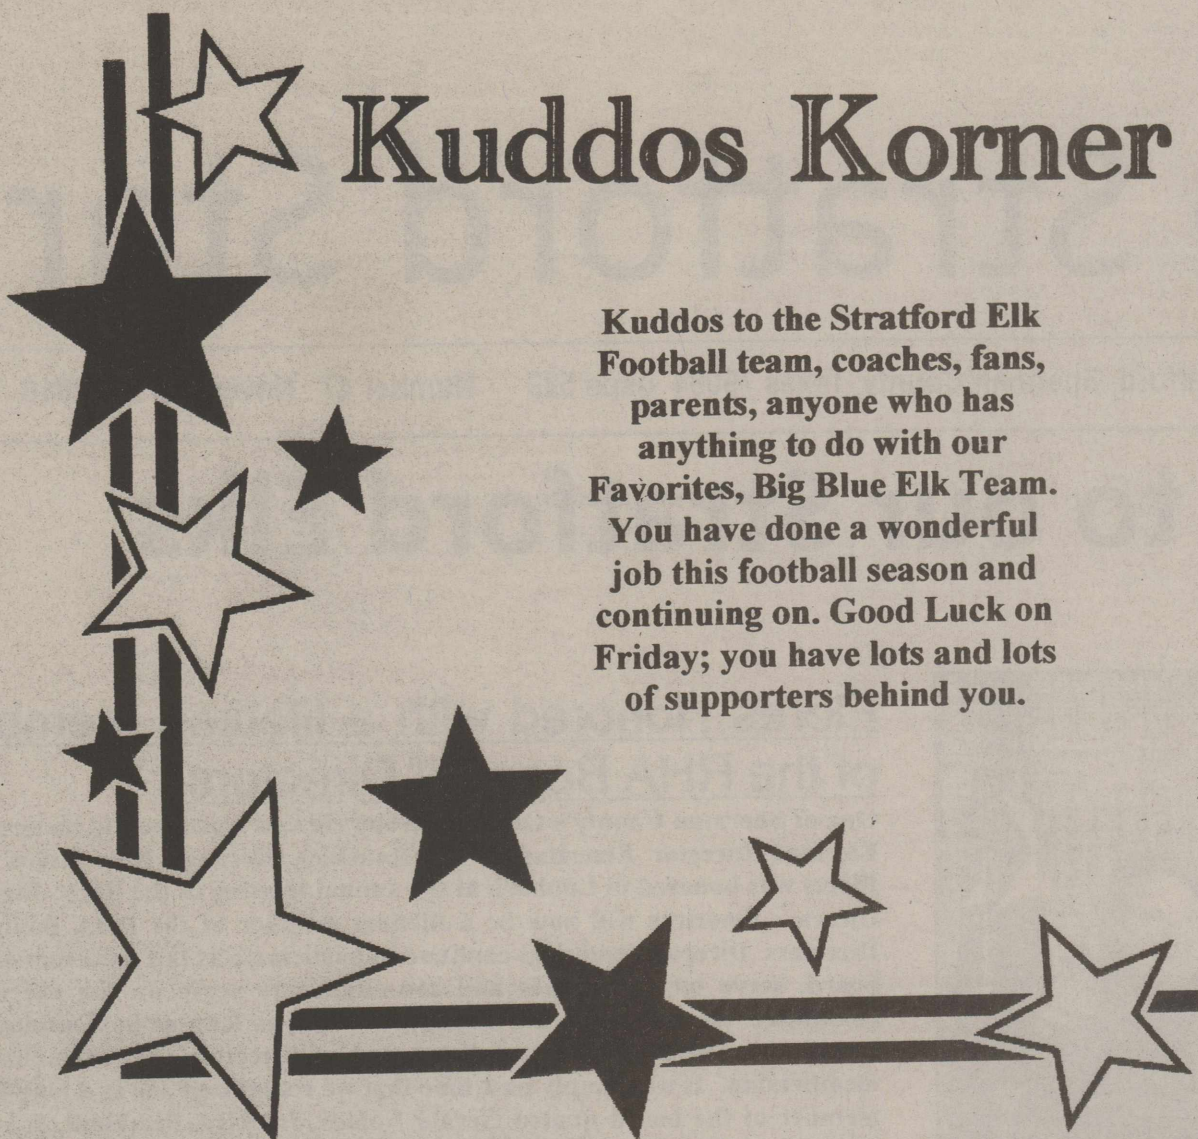 Kuddos Korner
Kuddos to the Stratford Elk
Football team, coaches, fans,
parents, anyone who has
anything to do with our
Favorites, Big Blue Elk Team.
You have done a wonderful
job this football season and
continuing on. Good Luck on
Friday; you have lots and lots
of supporters behind you.